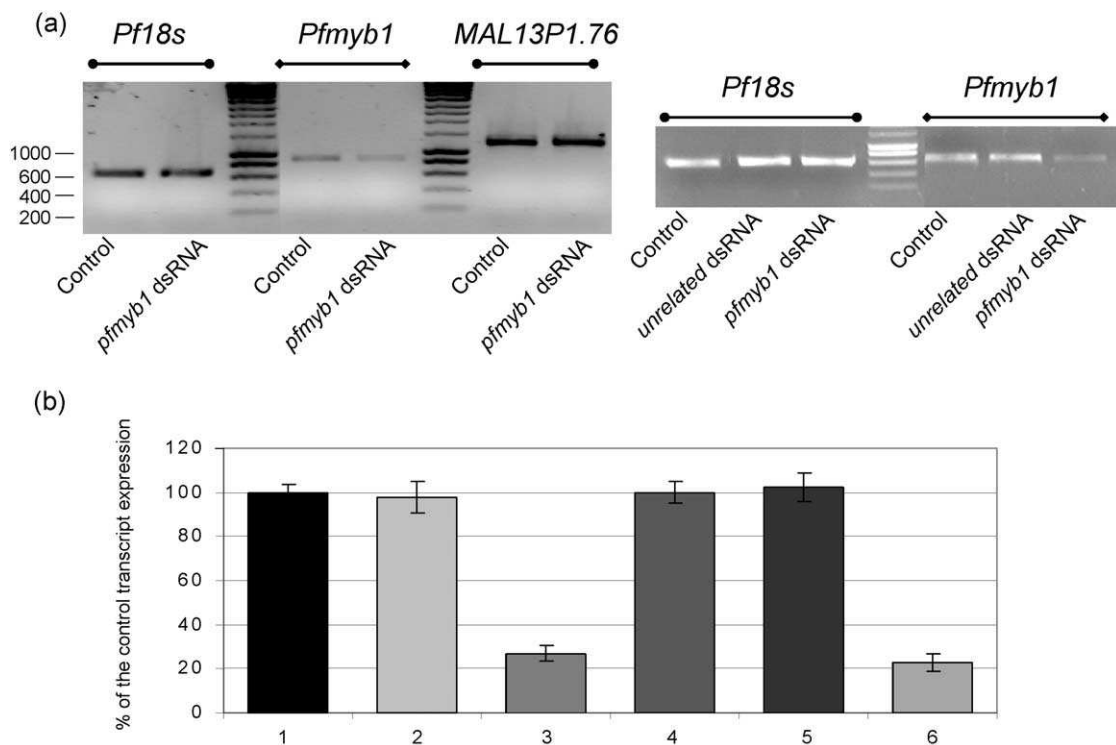 (a)
Pf18s Pfmyb1 MAL13P1.76
Pf18s Pfmyb1
1000
600
400
200
Control
pfmyb1 dsRNA
Control
pfmyb1 dsRNA
Control
pfmyb1 dsRNA
Control
unrelated dsRNA
pfmyb1 dsRNA
Control
unrelated dsRNA
pfmyb1 dsRNA
(b)
% of the control transcript expression
120
100
80
60
40
20
0
1 2 3 4 5 6